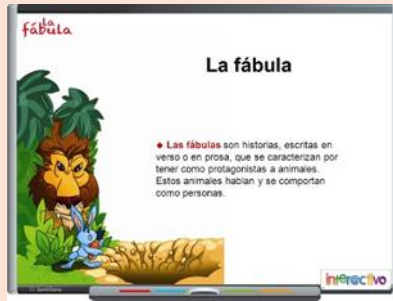 la
fábula
La fábula
◆ Las fábulas son historias, escritas en
verso o en prosa, que se caracterizan por
tener como protagonistas a animales.
Estos animales hablan y se comportan
como personas.
© Santillana
interactivo